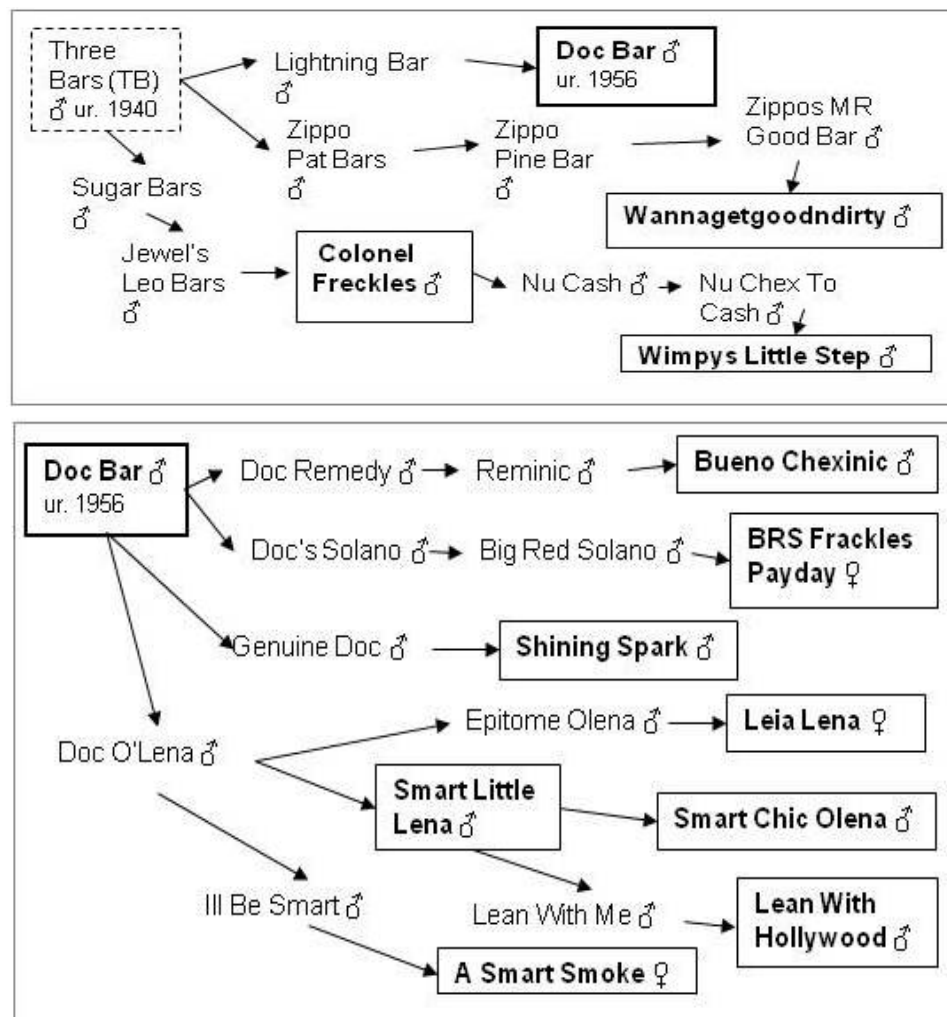 Three
Bars (TB)
♂ ur. 1940
Lightning Bar
♂
Doc Bar ♂
ur. 1956
Zippo
Pat Bars
♂
Zippo
Pine Bar
♂
Zippos MR
Good Bar ♂
Sugar Bars
♂
Wannagetgoodndirty ♂
Jewel's
Leo Bars
♂
Colonel
Freckles ♂
Nu Cash ♂
Nu Chex To
Cash ♂
Wimpys Little Step ♂
Doc Bar ♂
ur. 1956
Doc Remedy ♂
Reminic ♂
Bueno Chexinic ♂
Doc's Solano ♂
Big Red Solano ♂
BRS Frackles
Payday ♀
Genuine Doc ♂
Shining Spark ♂
Epitome Olena ♂
Leia Lena ♀
Doc O'Lena ♂
Smart Little
Lena ♂
Smart Chic Olena ♂
Ill Be Smart ♂
Lean With Me ♂
Lean With
Hollywood ♂
A Smart Smoke ♀